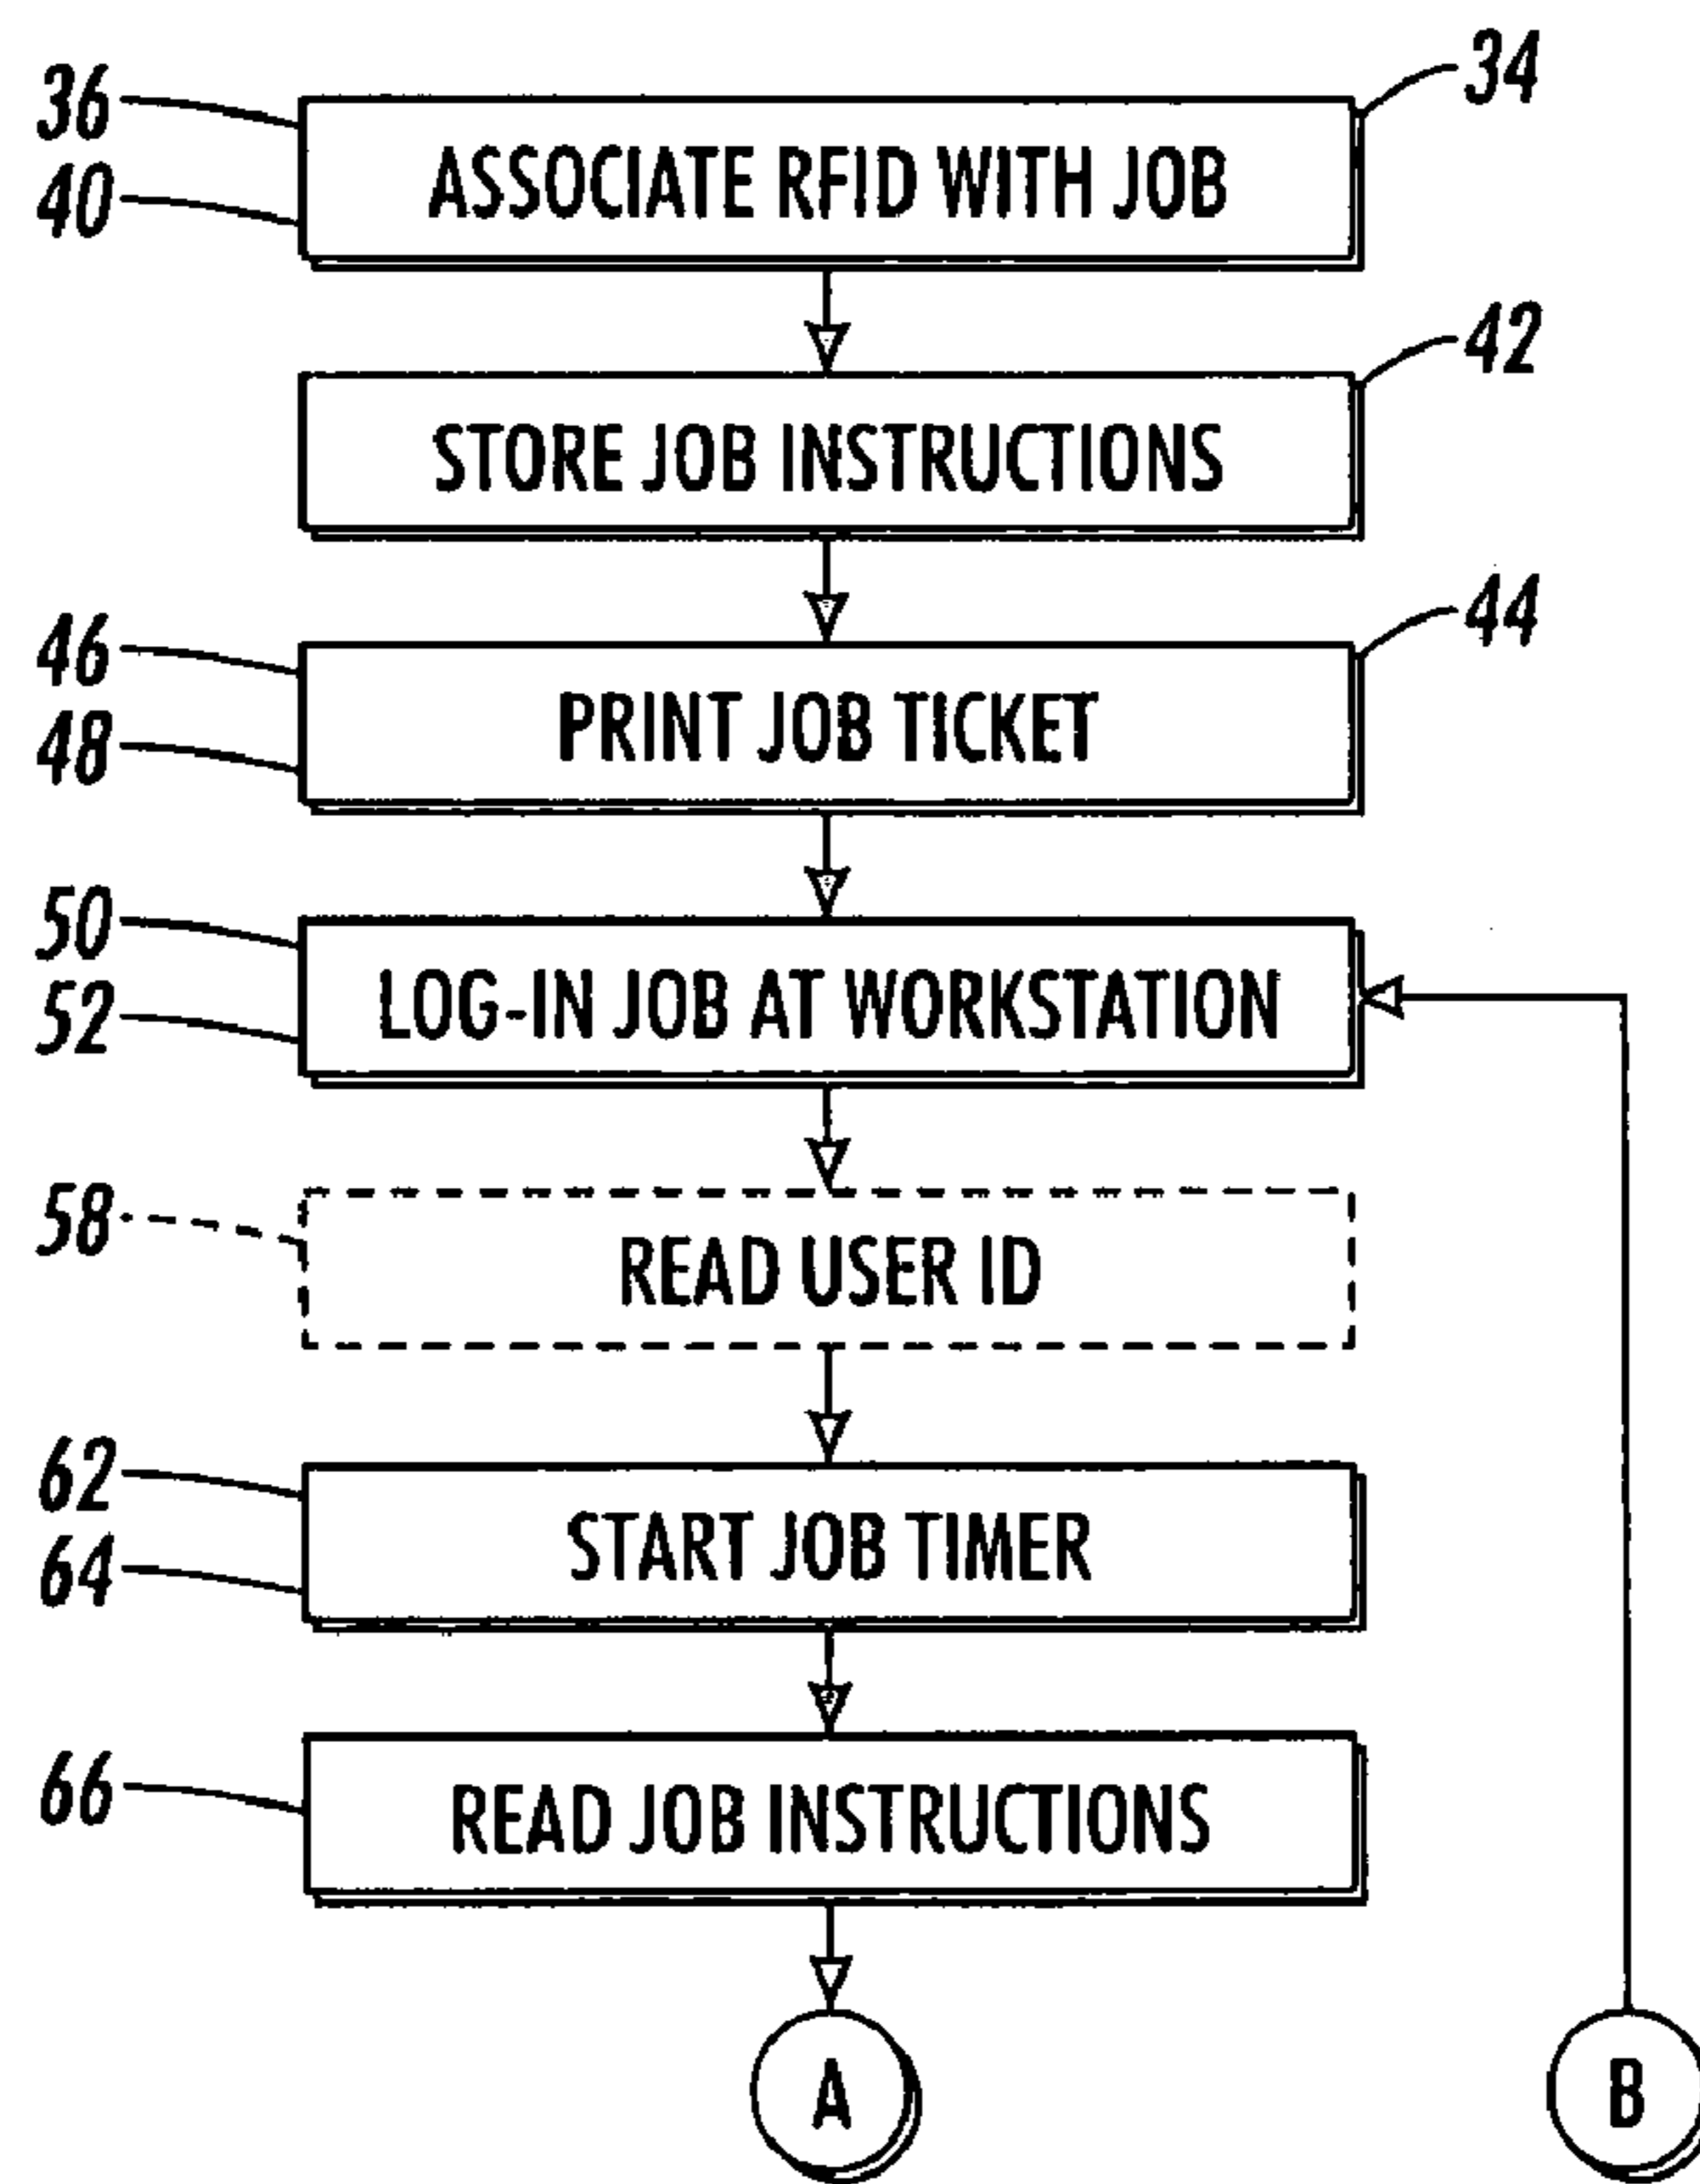 36
34
40
ASSOCIATE RFID WITH JOB
42
STORE JOB INSTRUCTIONS
46
44
48
PRINT JOB TICKET
50
52
LOG-IN JOB AT WORKSTATION
58
READ USER ID
62
64
START JOB TIMER
66
READ JOB INSTRUCTIONS
A
B